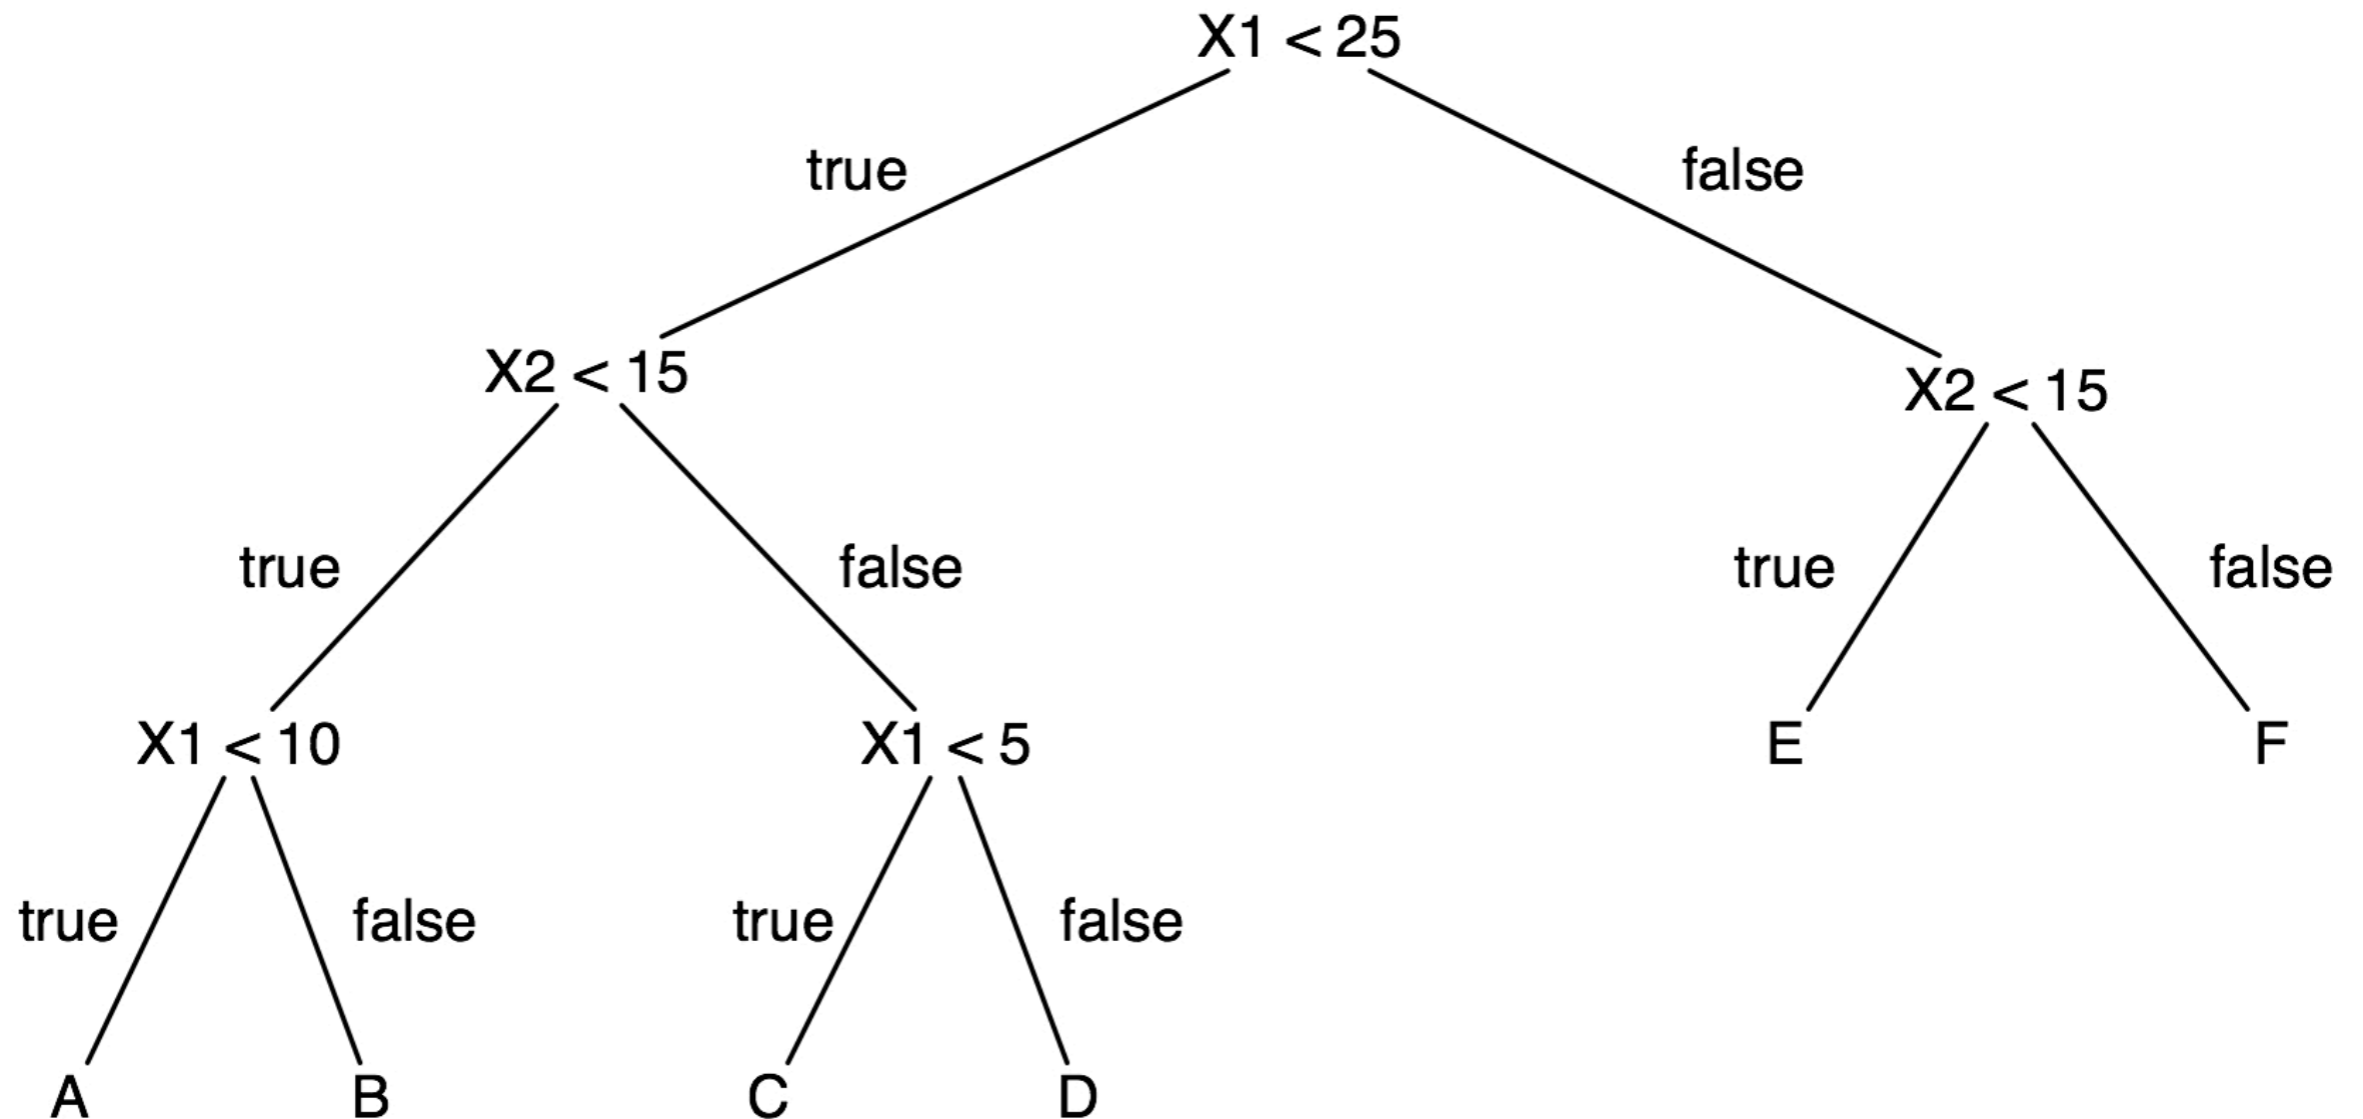 X1 < 25
true
false
X2 < 15
X2 < 15
true
false
true
false
X1 < 10
X1 < 5
E
F
true
false
true
false
A
B
C
D